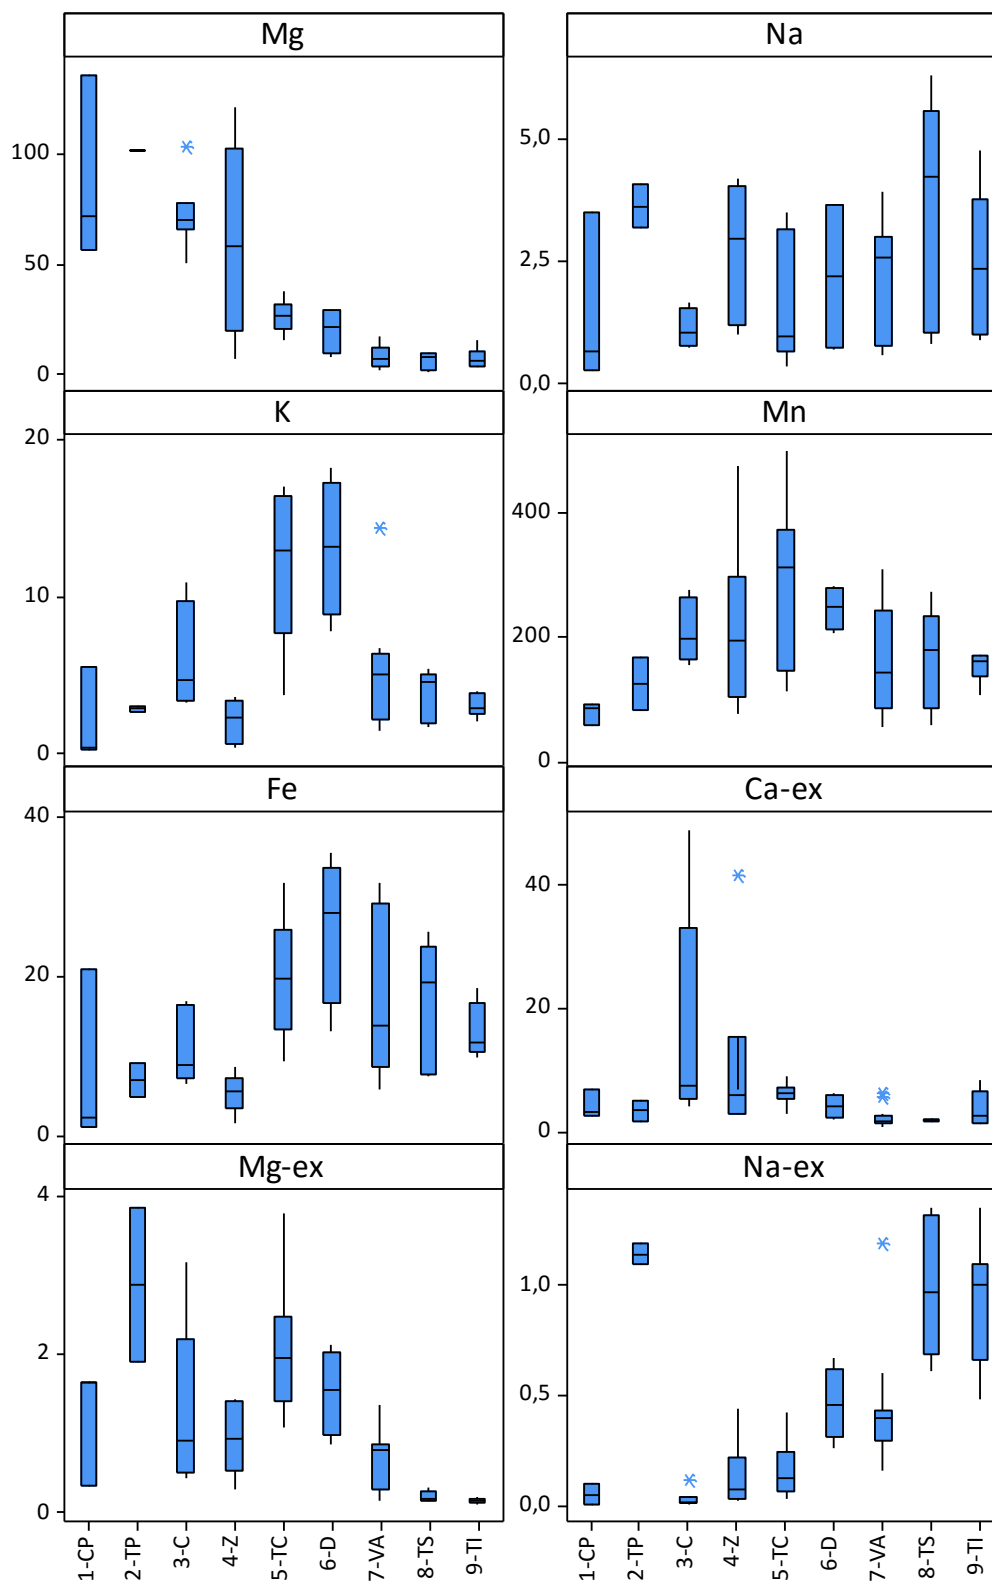 Mg
Na
100
50
0
5,0
2,5
0,0
K
Mn
20
10
0
400
200
0
Fe
Ca-ex
40
20
0
40
20
0
Mg-ex
Na-ex
4
2
0
1,0
0,5
0,0
1-CP
2-TP
3-C
4-Z
5-TC
6-D
7-VA
8-TS
9-TI
1-CP
2-TP
3-C
4-Z
5-TC
6-D
7-VA
8-TS
9-TI